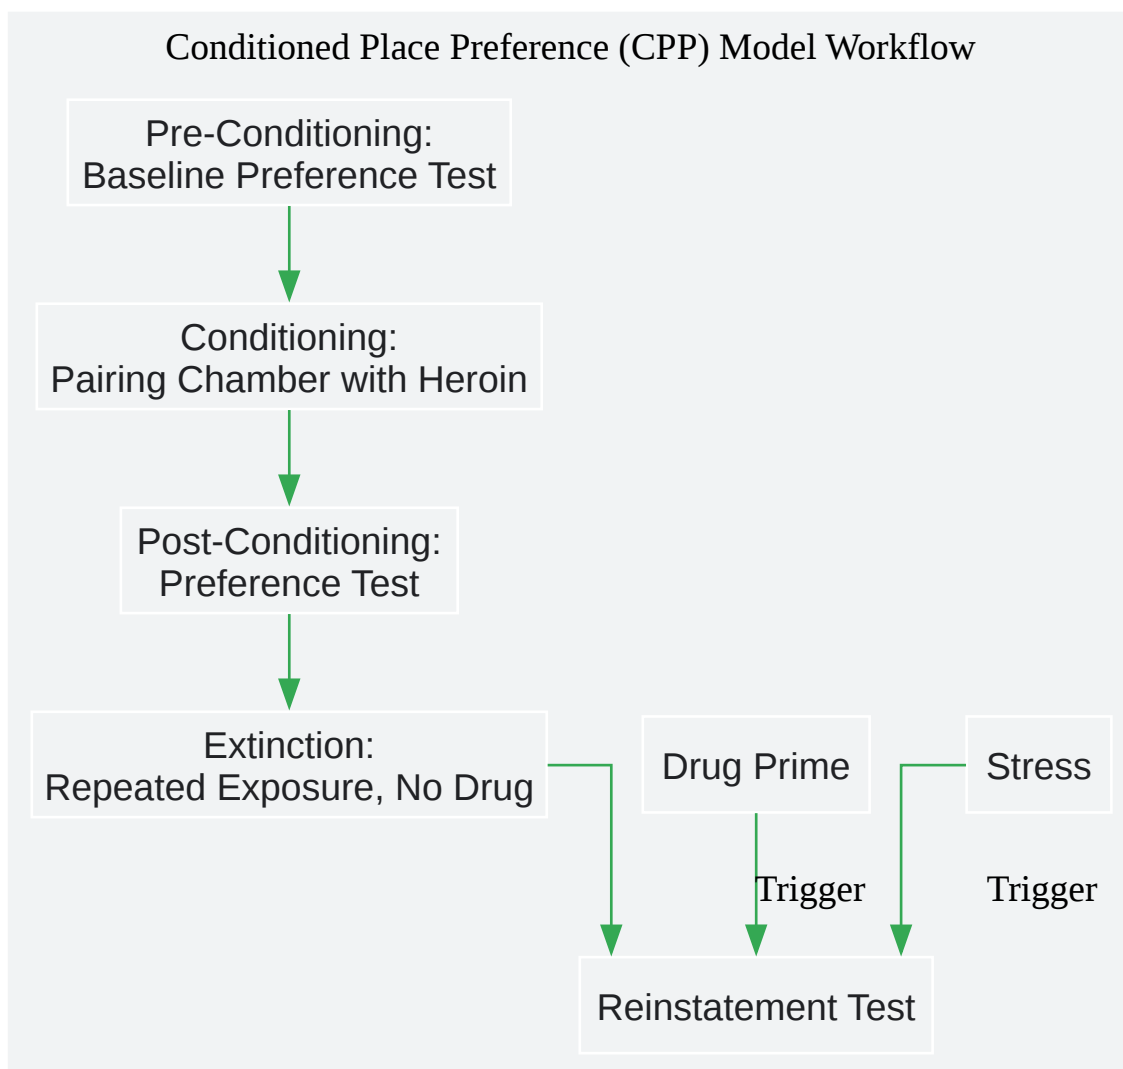 Conditioned Place Preference (CPP) Model Workflow
Pre-Conditioning:
Baseline Preference Test
Conditioning:
Pairing Chamber with Heroin
Post-Conditioning:
Preference Test
Extinction:
Repeated Exposure, No Drug
Drug Prime
Stress
Trigger
Trigger
Reinstatement Test